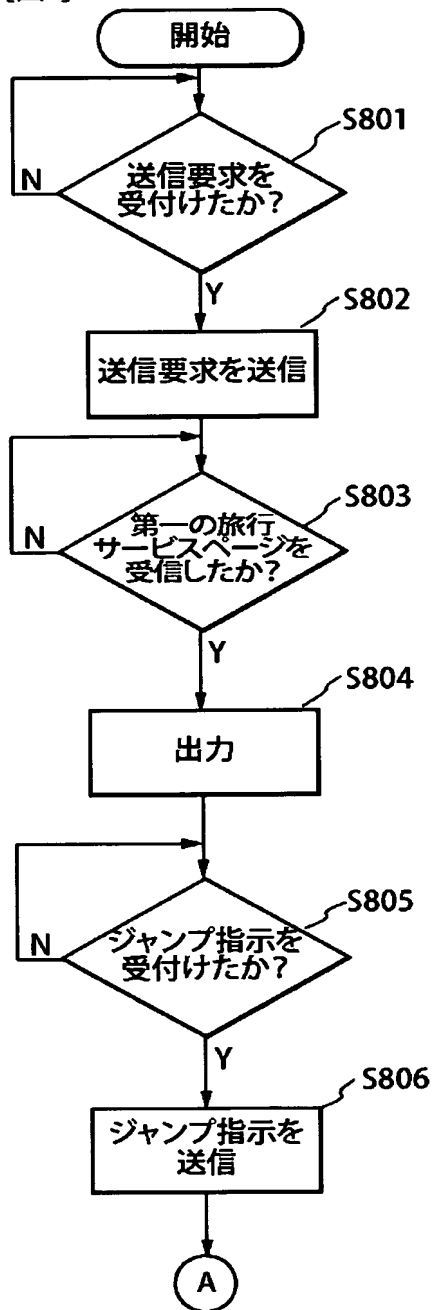 開始
S801
送信要求を
受付けたか?
N
Y
S802
送信要求を送信
S803
第一の旅行
サービスページを
受信したか?
N
Y
S804
出力
S805
ジャンプ指示を
受付けたか?
N
Y
S806
ジャンプ指示を
送信
A